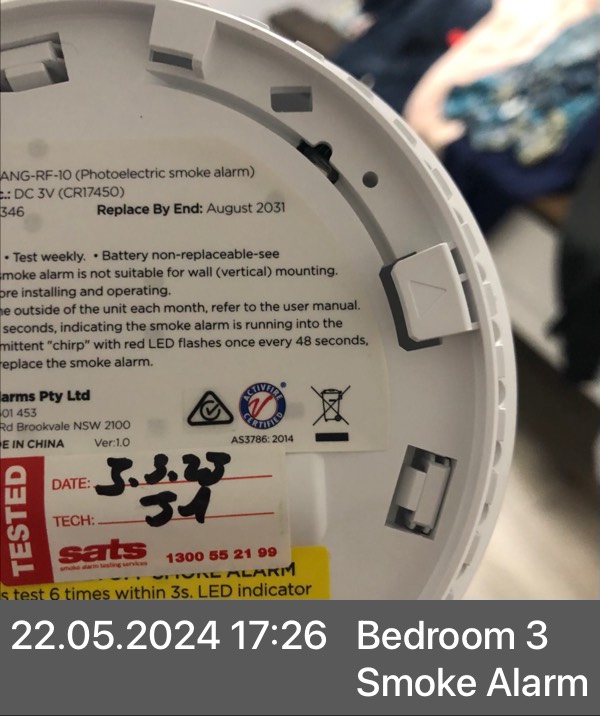 ANG-RF-10 (Photoelectric smoke alarm)
.: DC 3V (CR17450)
346 Replace By End: August 2031
• Test weekly. • Battery non-replaceable-see
moke alarm is not suitable for wall (vertical) mounting.
ore installing and operating.
e outside of the unit each month, refer to the user manual.
seconds, indicating the smoke alarm is running into the
mittent "chirp" with red LED flashes once every 48 seconds,
eplace the smoke alarm.
arms Pty Ltd
01 453
Rd Brookvale NSW 2100
E IN CHINA Ver:1.0
ACTIVFIRE
CERTIFIED
AS3786: 2014
TESTED
DATE:
TECH:
sats
smoke alarm testing services
1300 55 21 99
SMOKE ALARM
s test 6 times within 3s. LED indicator
22.05.2024 17:26 Bedroom 3
Smoke Alarm